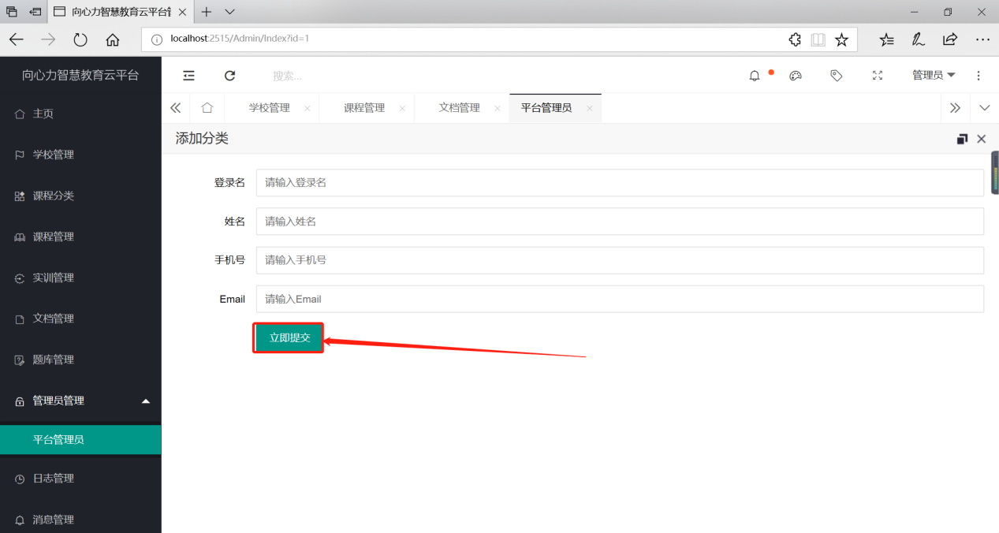 向心力智慧教育云平台管
localhost:2515/Admin/Index?id=1
向心力智慧教育云平台
搜索...
管理员
学校管理
课程管理
文档管理
平台管理员
主页
学校管理
课程分类
课程管理
实训管理
文档管理
题库管理
管理员管理
平台管理员
日志管理
消息管理
添加分类
登录名 请输入登录名
姓名 请输入姓名
手机号 请输入手机号
Email 请输入Email
立即提交